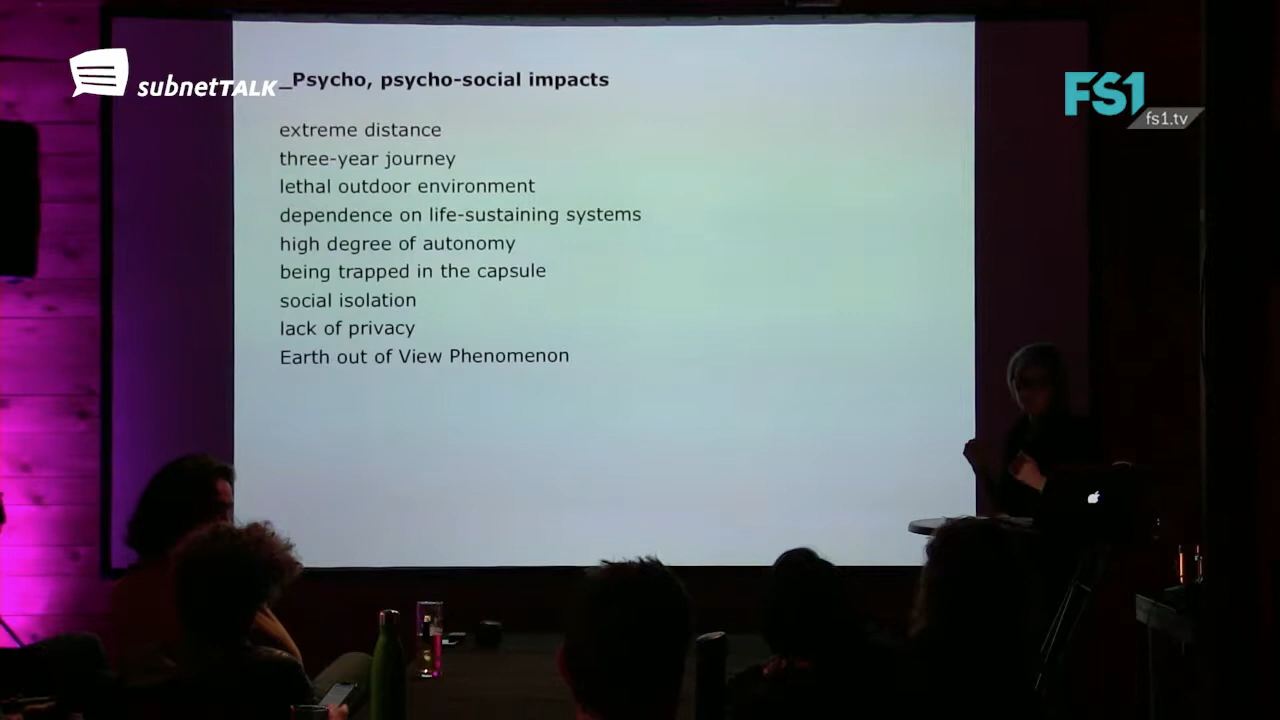 subnetTALK
_Psycho, psycho-social impacts
FS1
fs1.tv
extreme distance
three-year journey
lethal outdoor environment
dependence on life-sustaining systems
high degree of autonomy
being trapped in the capsule
social isolation
lack of privacy
Earth out of View Phenomenon